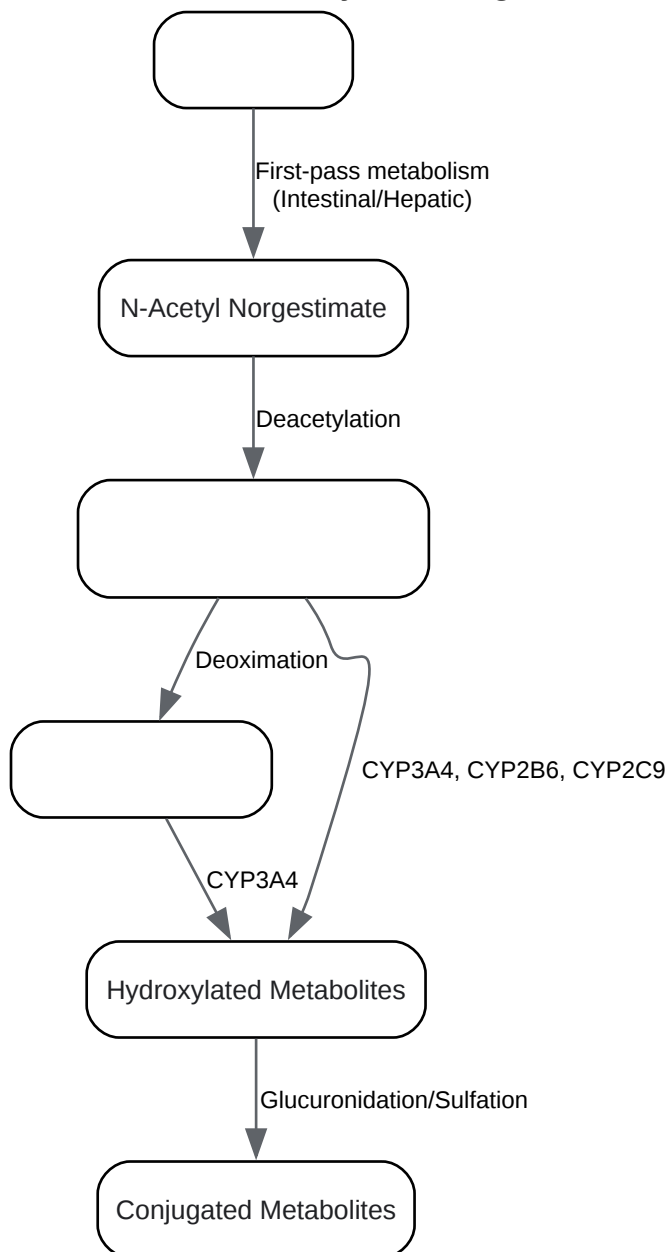 First-pass metabolism
(Intestinal/Hepatic)
N-Acetyl Norgestimate
Deacetylation
Deoximation
CYP3A4, CYP2B6, CYP2C9
CYP3A4
Hydroxylated Metabolites
Glucuronidation/Sulfation
Conjugated Metabolites